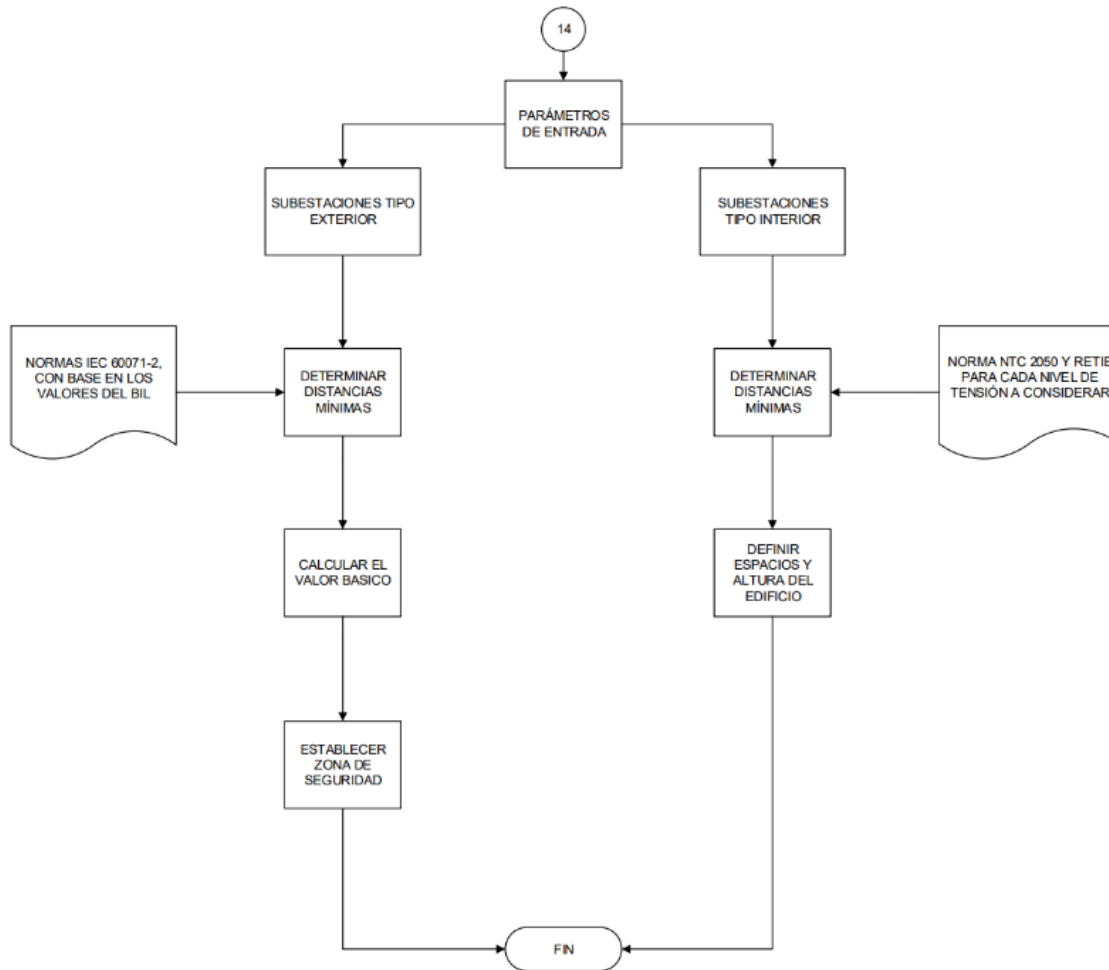 14
PARÁMETROS
DE ENTRADA
SUBESTACIONES TIPO
EXTERIOR
SUBESTACIONES
TIPO INTERIOR
NORMAS IEC 60071-2,
CON BASE EN LOS
VALORES DEL BIL
DETERMINAR
DISTANCIAS
MÍNIMAS
DETERMINAR
DISTANCIAS
MÍNIMAS
NORMA NTC 2050 Y RETIE
PARA CADA NIVEL DE
TENSIÓN A CONSIDERAR
CALCULAR EL
VALOR BASICO
DEFINIR
ESPACIOS Y
ALTURA DEL
EDIFICIO
ESTABLECER
ZONA DE
SEGURIDAD
FIN